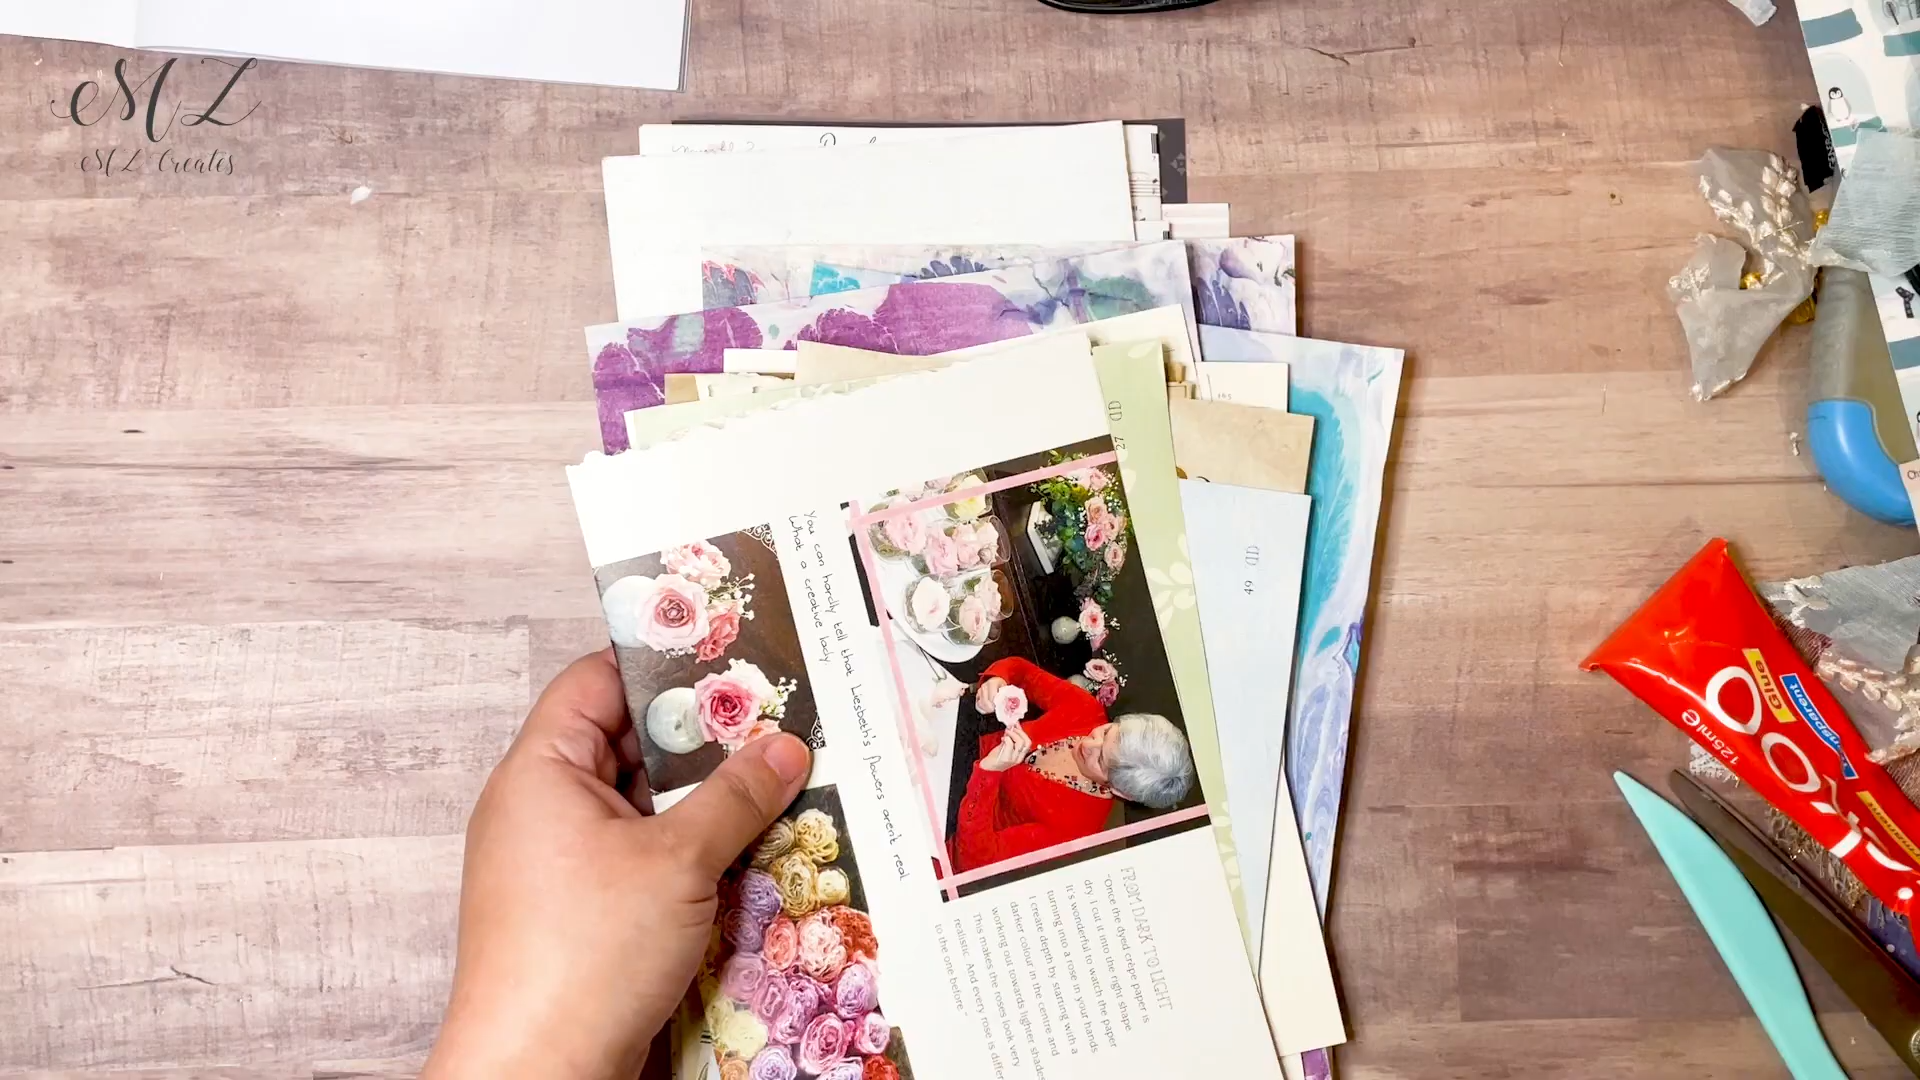 MZ
MZ Creates
27
49
You can hardly tell that Liesbeth's flowers aren't real.
What a creative lady
FROM DARK TO LIGHT
"Once the dyed crêpe paper is
dry I cut it into the right shape
It's wonderful to watch the paper
turning into a rose in your hands
I create depth by starting with a
darker colour in the centre and
working out towards lighter shades
This makes the roses look very
realistic. And every rose is differ
to the one before."
Glue
125ml